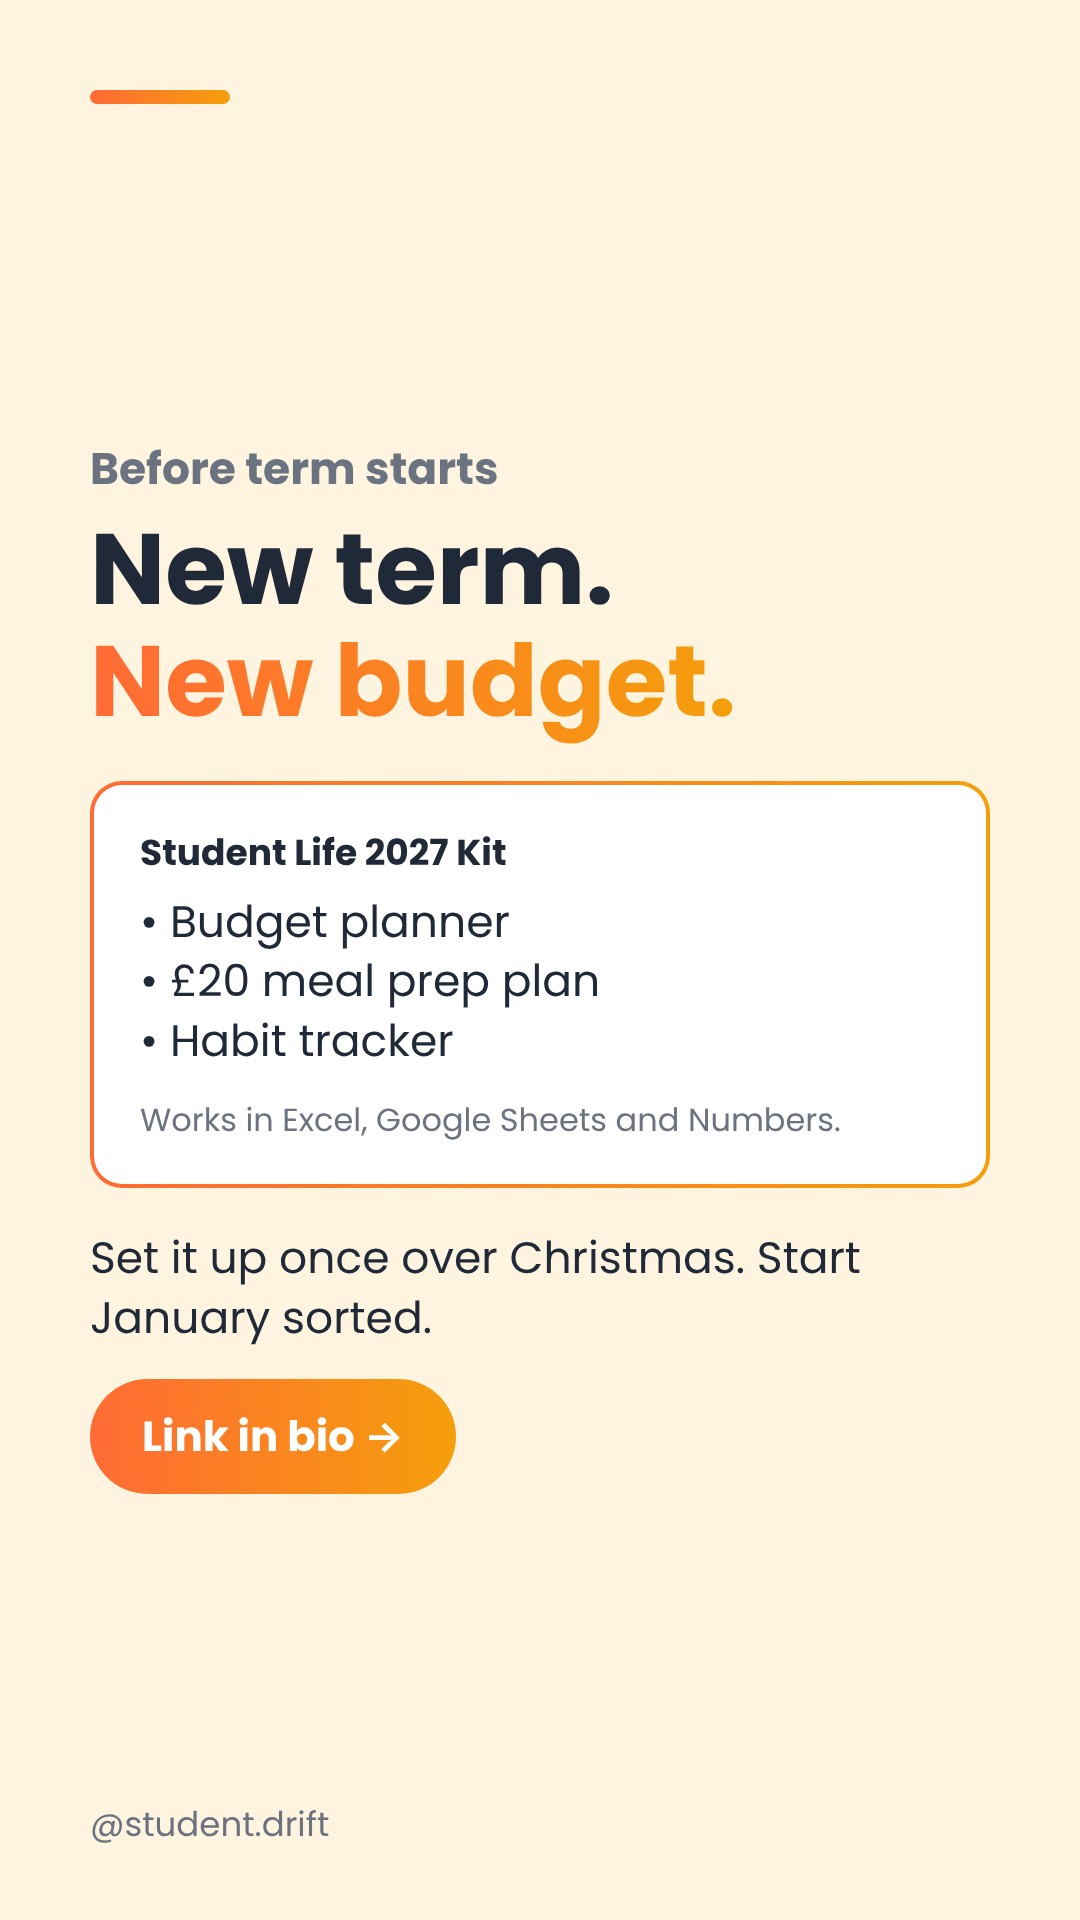 Before term starts
New term.
New budget.
Student Life 2027 Kit
• Budget planner
• £20 meal prep plan
• Habit tracker
Works in Excel, Google Sheets and Numbers.
Set it up once over Christmas. Start
January sorted.
Link in bio →
@student.drift